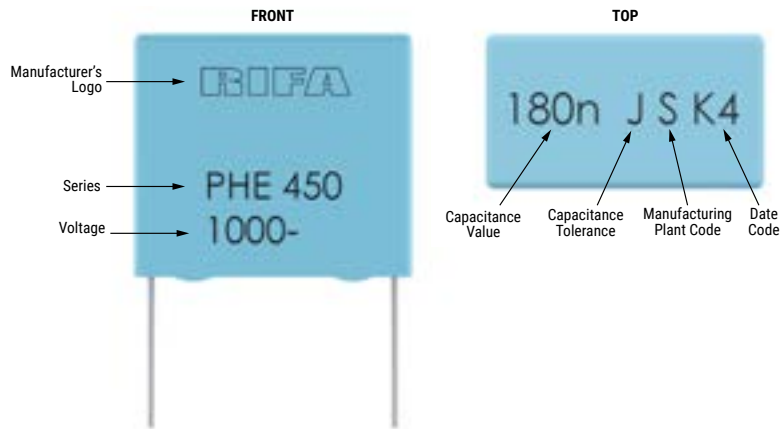 FRONT
TOP
Manufacturer's
Logo
RIFA
Series
PHE 450
Voltage
1000-
180n J S K4
Capacitance
Value
Capacitance
Tolerance
Manufacturing
Plant Code
Date
Code